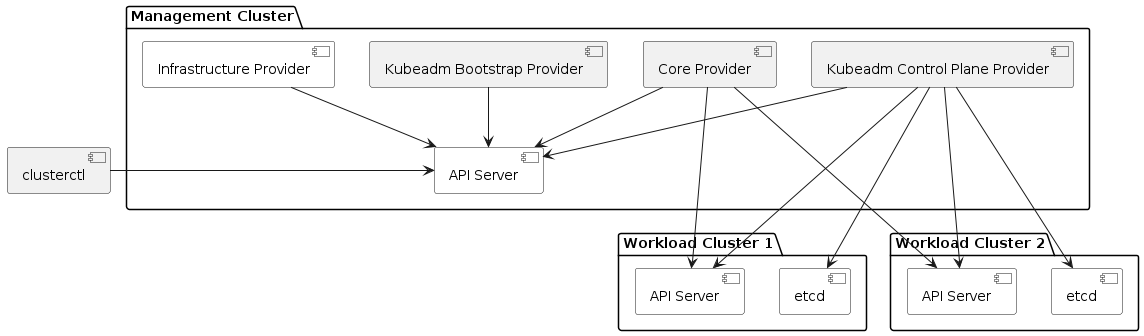 Management Cluster
Infrastructure Provider
Kubeadm Bootstrap Provider
Core Provider
Kubeadm Control Plane Provider
clusterctl
API Server
Workload Cluster 1
Workload Cluster 2
API Server
etcd
API Server
etcd